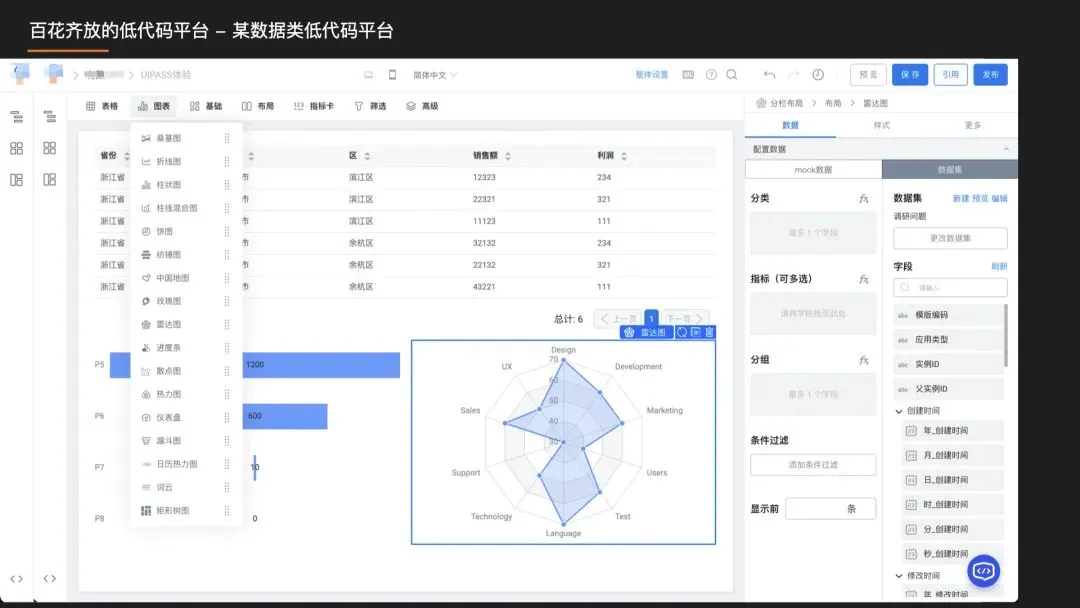 百花齐放的低代码平台 – 某数据类低代码平台
UIPASS体验
简体中文
整体设置
预览
保存
引用
发布
表格
图表
基础
布局
指标卡
筛选
高级
分栏布局 > 布局 > 雷达图
数据
样式
更多
配置数据
mock数据
数据集
桑基图
折线图
柱状图
柱线混合图
饼图
纺锤图
中国地图
玫瑰图
雷达图
进度条
散点图
热力图
仪表盘
漏斗图
日历热力图
词云
矩形树图
省份 区 销售额 利润
浙江省 市 滨江区 12323 234
浙江省 市 滨江区 22321 321
浙江省 市 滨江区 11123 111
浙江省 市 余杭区 32132 234
浙江省 市 余杭区 22132 321
浙江省 市 余杭区 43221 111
总计: 6 上一页 1 下一页
P5 1200
P6 600
P7 10
P8 0
雷达图
Design
Development
Marketing
Users
Test
Language
Technology
Support
Sales
UX
70
60
50
40
30
分类
最多 1 个字段
指标（可多选）
请将字段拖至此处
分组
最多 1 个字段
条件过滤
添加条件过滤
显示前 条
数据集 新建 预览 编辑
调研问题
更改数据集
字段 刷新
请输入
abc 模版编码
abc 应用类型
abc 实例ID
abc 父实例ID
创建时间
年_创建时间
月_创建时间
日_创建时间
时_创建时间
分_创建时间
秒_创建时间
修改时间
年_修改时间